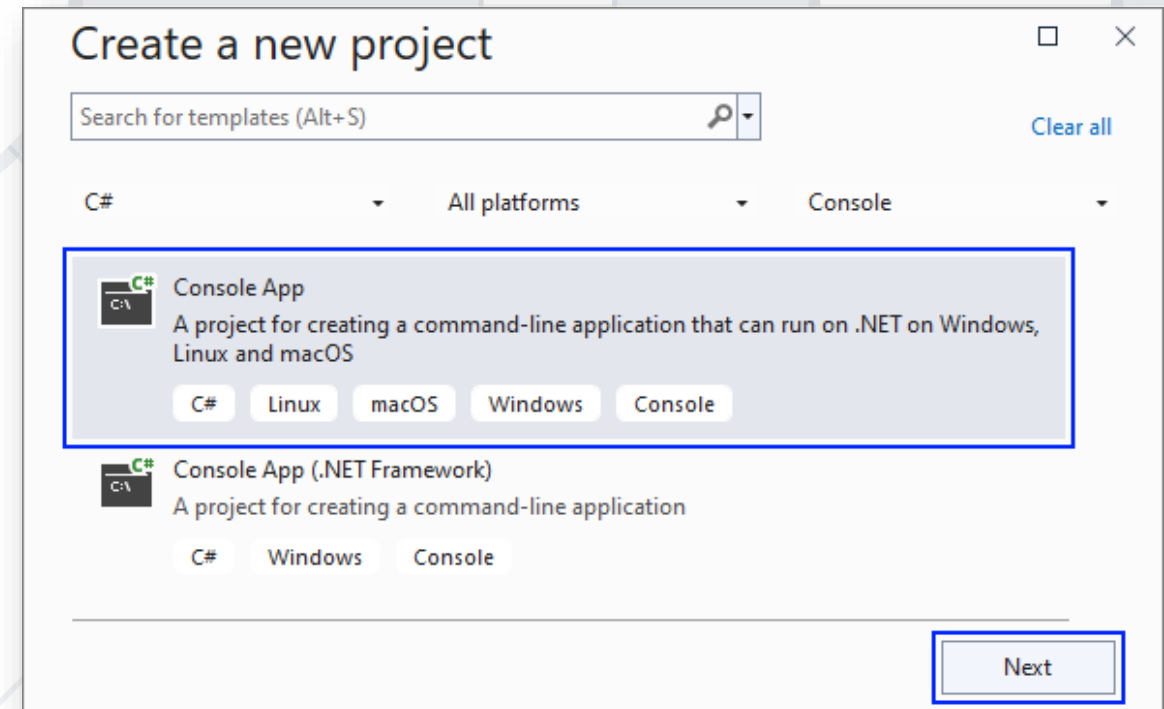 Create a new project
Search for templates (Alt+S)
Clear all
C# All platforms Console
C#
C:\
Console App
A project for creating a command-line application that can run on .NET on Windows,
Linux and macOS
C# Linux macOS Windows Console
C#
C:\
Console App (.NET Framework)
A project for creating a command-line application
C# Windows Console
Next